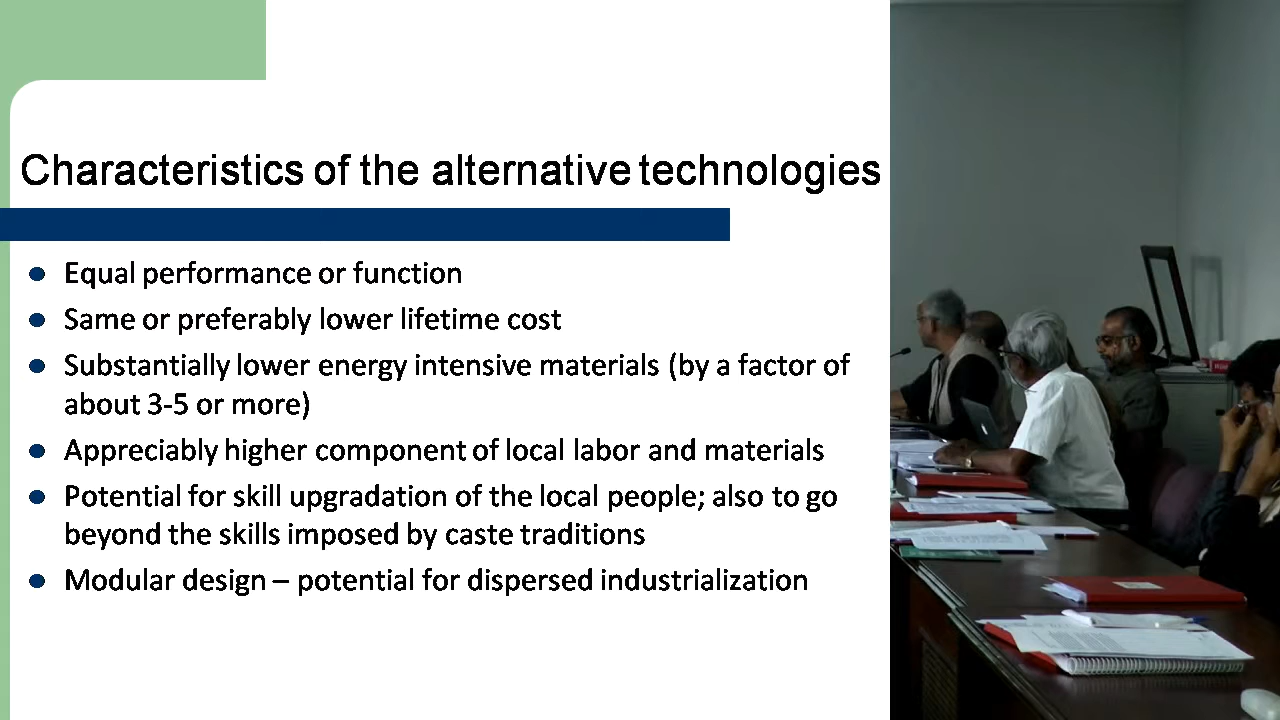 Characteristics of the alternative technologies
Equal performance or function
Same or preferably lower lifetime cost
Substantially lower energy intensive materials (by a factor of
about 3-5 or more)
Appreciably higher component of local labor and materials
Potential for skill upgradation of the local people; also to go
beyond the skills imposed by caste traditions
Modular design – potential for dispersed industrialization